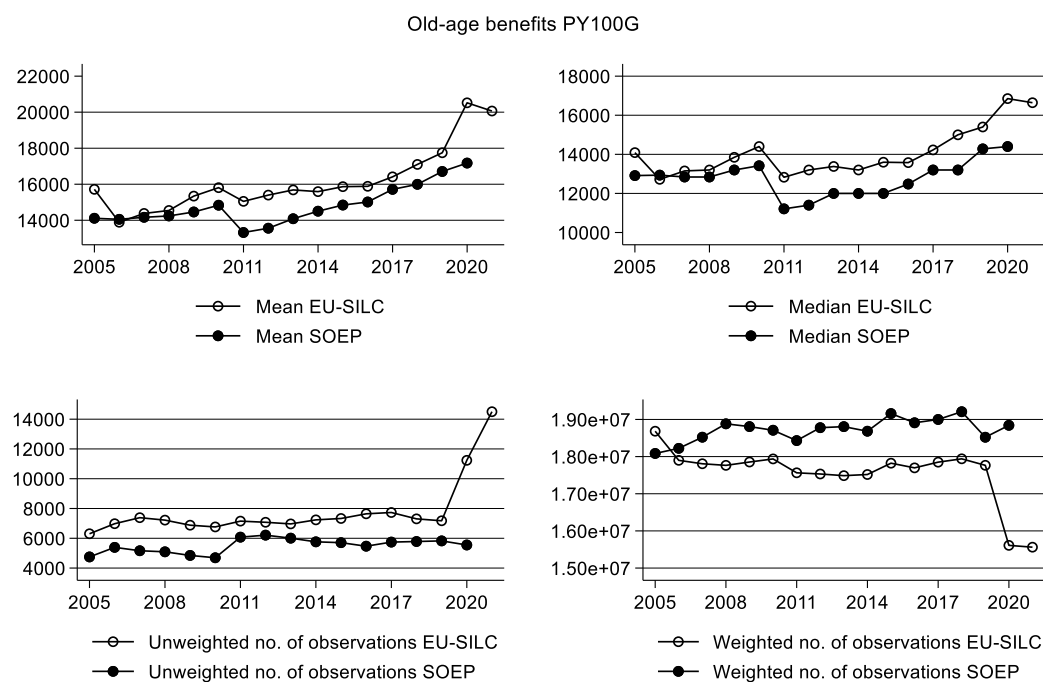 Old-age benefits PY100G
22000
20000
18000
16000
14000
2005 2008 2011 2014 2017 2020
Mean EU-SILC
Mean SOEP
18000
16000
14000
12000
10000
2005 2008 2011 2014 2017 2020
Median EU-SILC
Median SOEP
14000
12000
10000
8000
6000
4000
2005 2008 2011 2014 2017 2020
Unweighted no. of observations EU-SILC
Unweighted no. of observations SOEP
1.90e+07
1.80e+07
1.70e+07
1.60e+07
1.50e+07
2005 2008 2011 2014 2017 2020
Weighted no. of observations EU-SILC
Weighted no. of observations SOEP